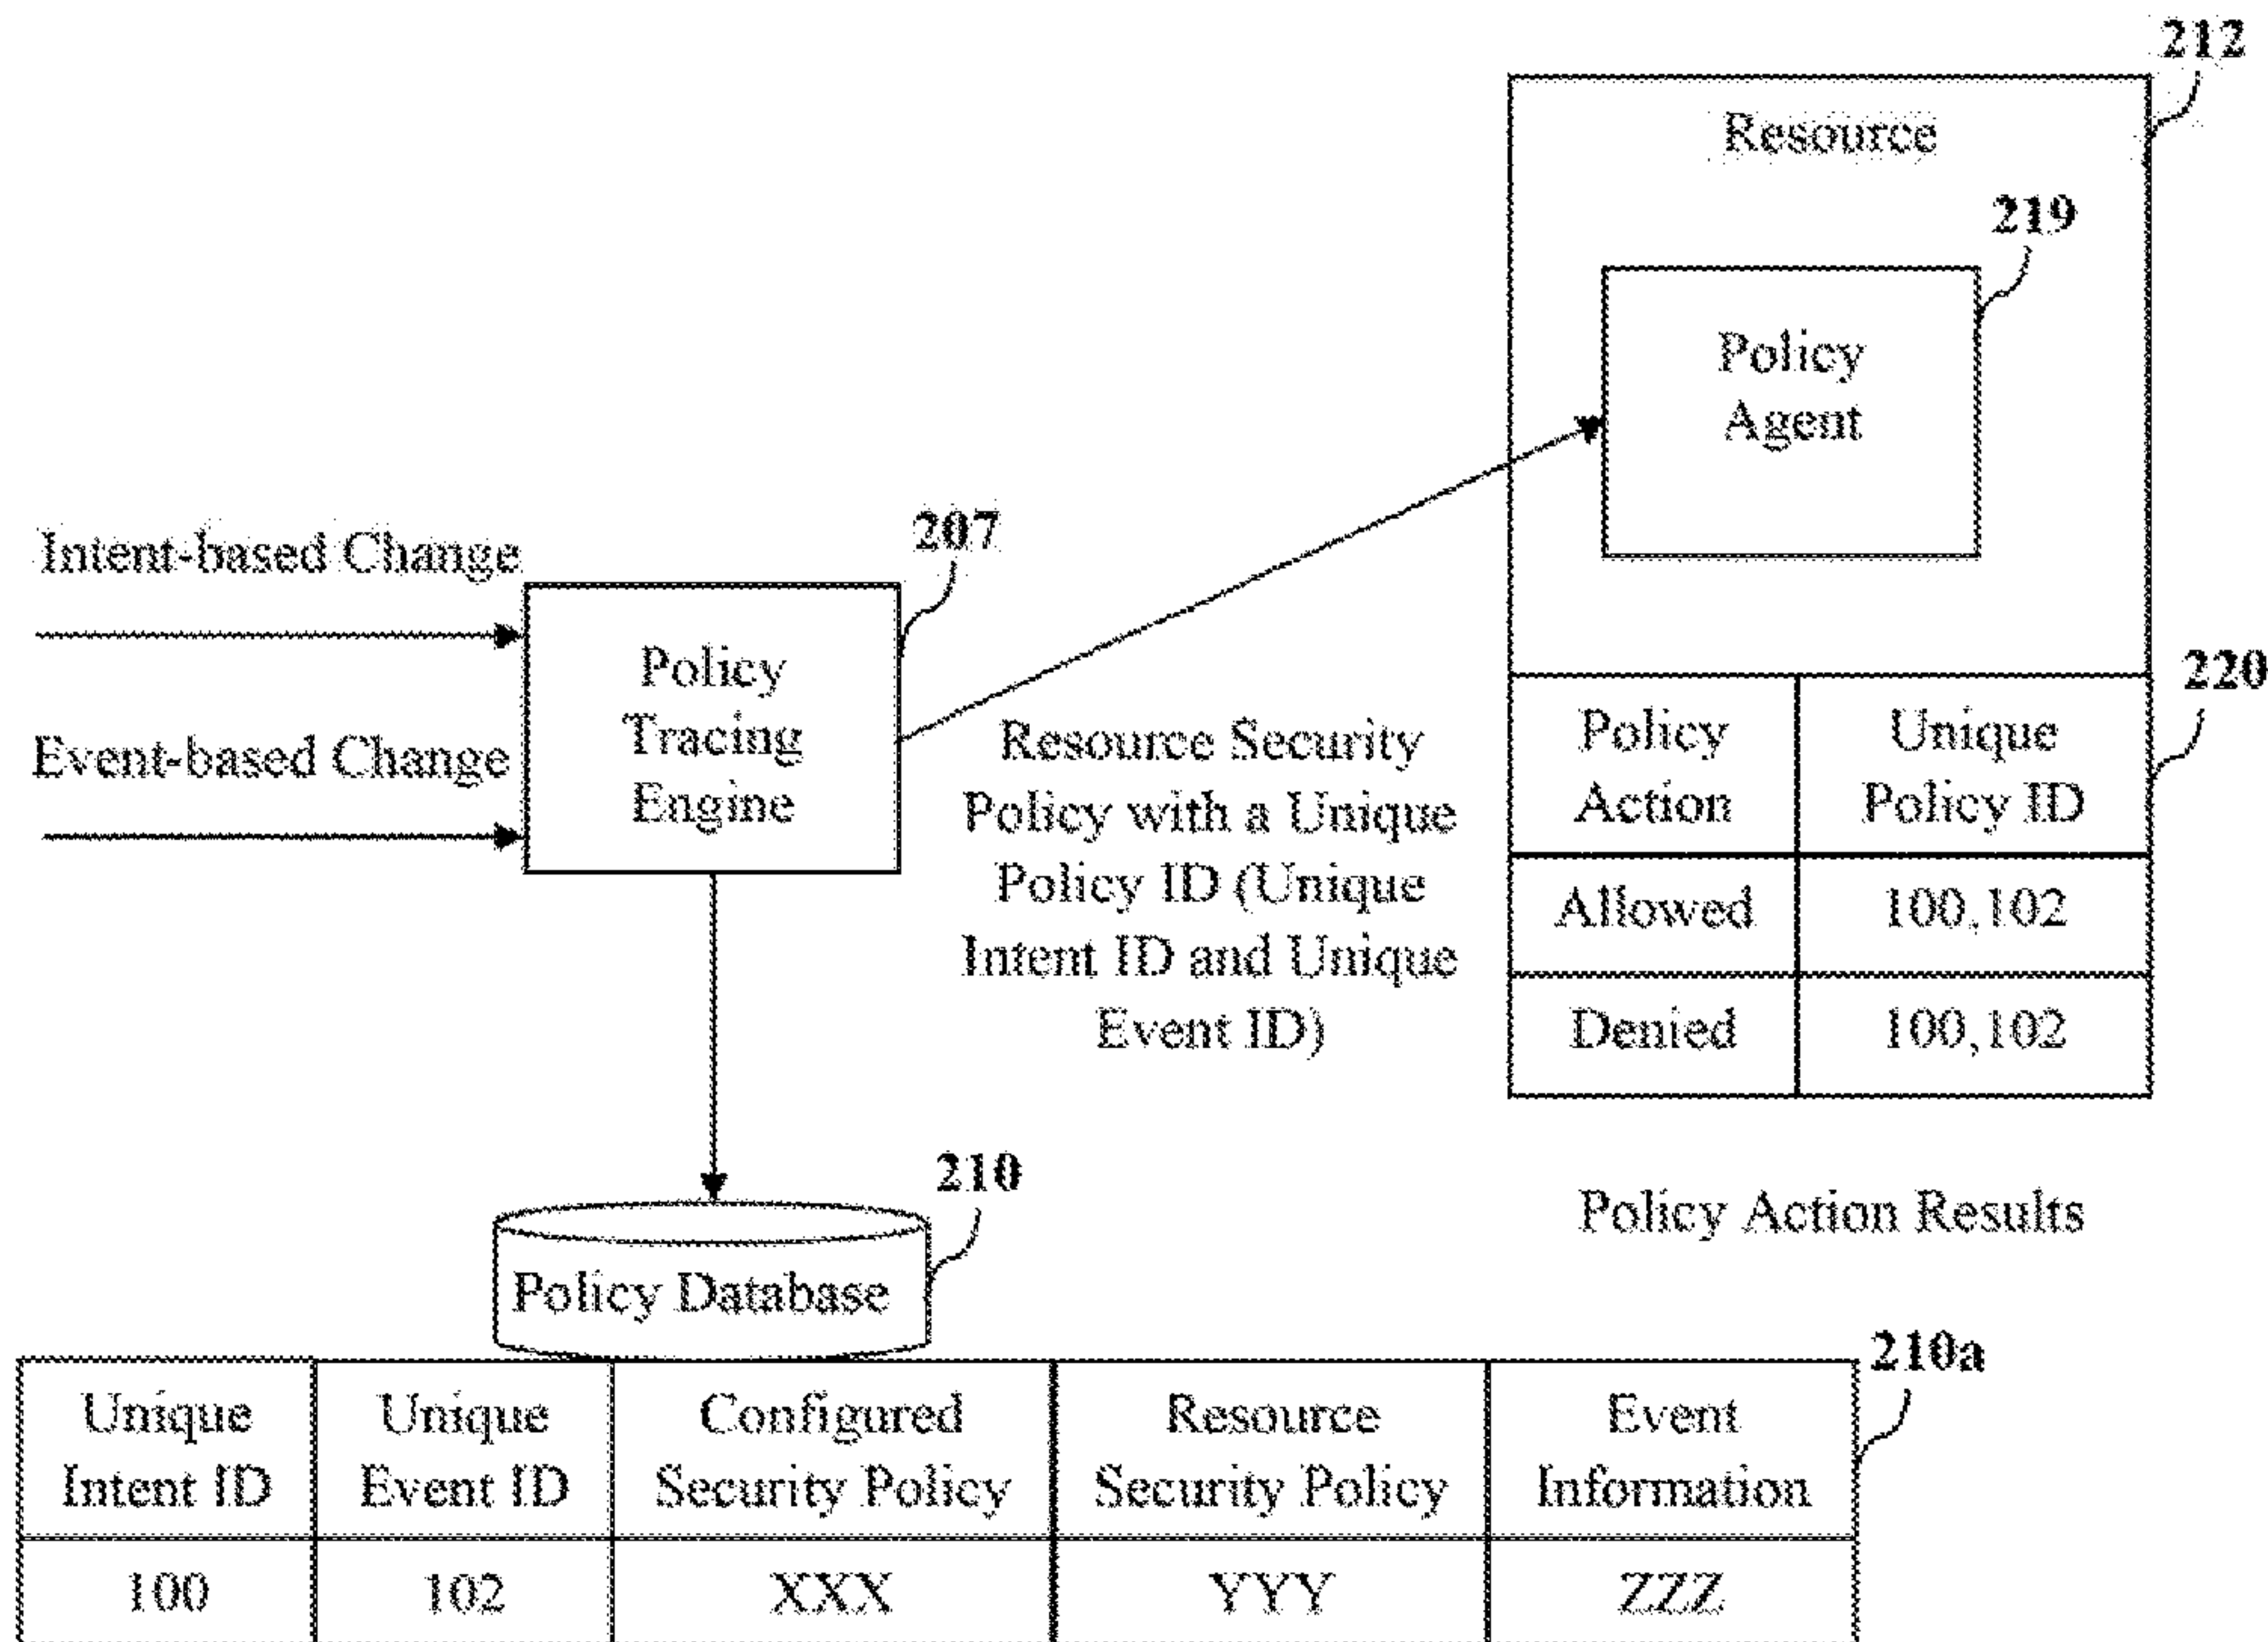 212
Resource
219
Policy
Agent
Intent-based Change
207
Policy
Tracing
Engine
Event-based Change
Resource Security
Policy with a Unique
Policy ID (Unique
Intent ID and Unique
Event ID)
220
Policy
Action
Unique
Policy ID
Allowed
100,102
Denied
100,102
Policy Action Results
210
Policy Database
210a
Unique
Intent ID
Unique
Event ID
Configured
Security Policy
Resource
Security Policy
Event
Information
100
102
XXX
YYY
ZZZ